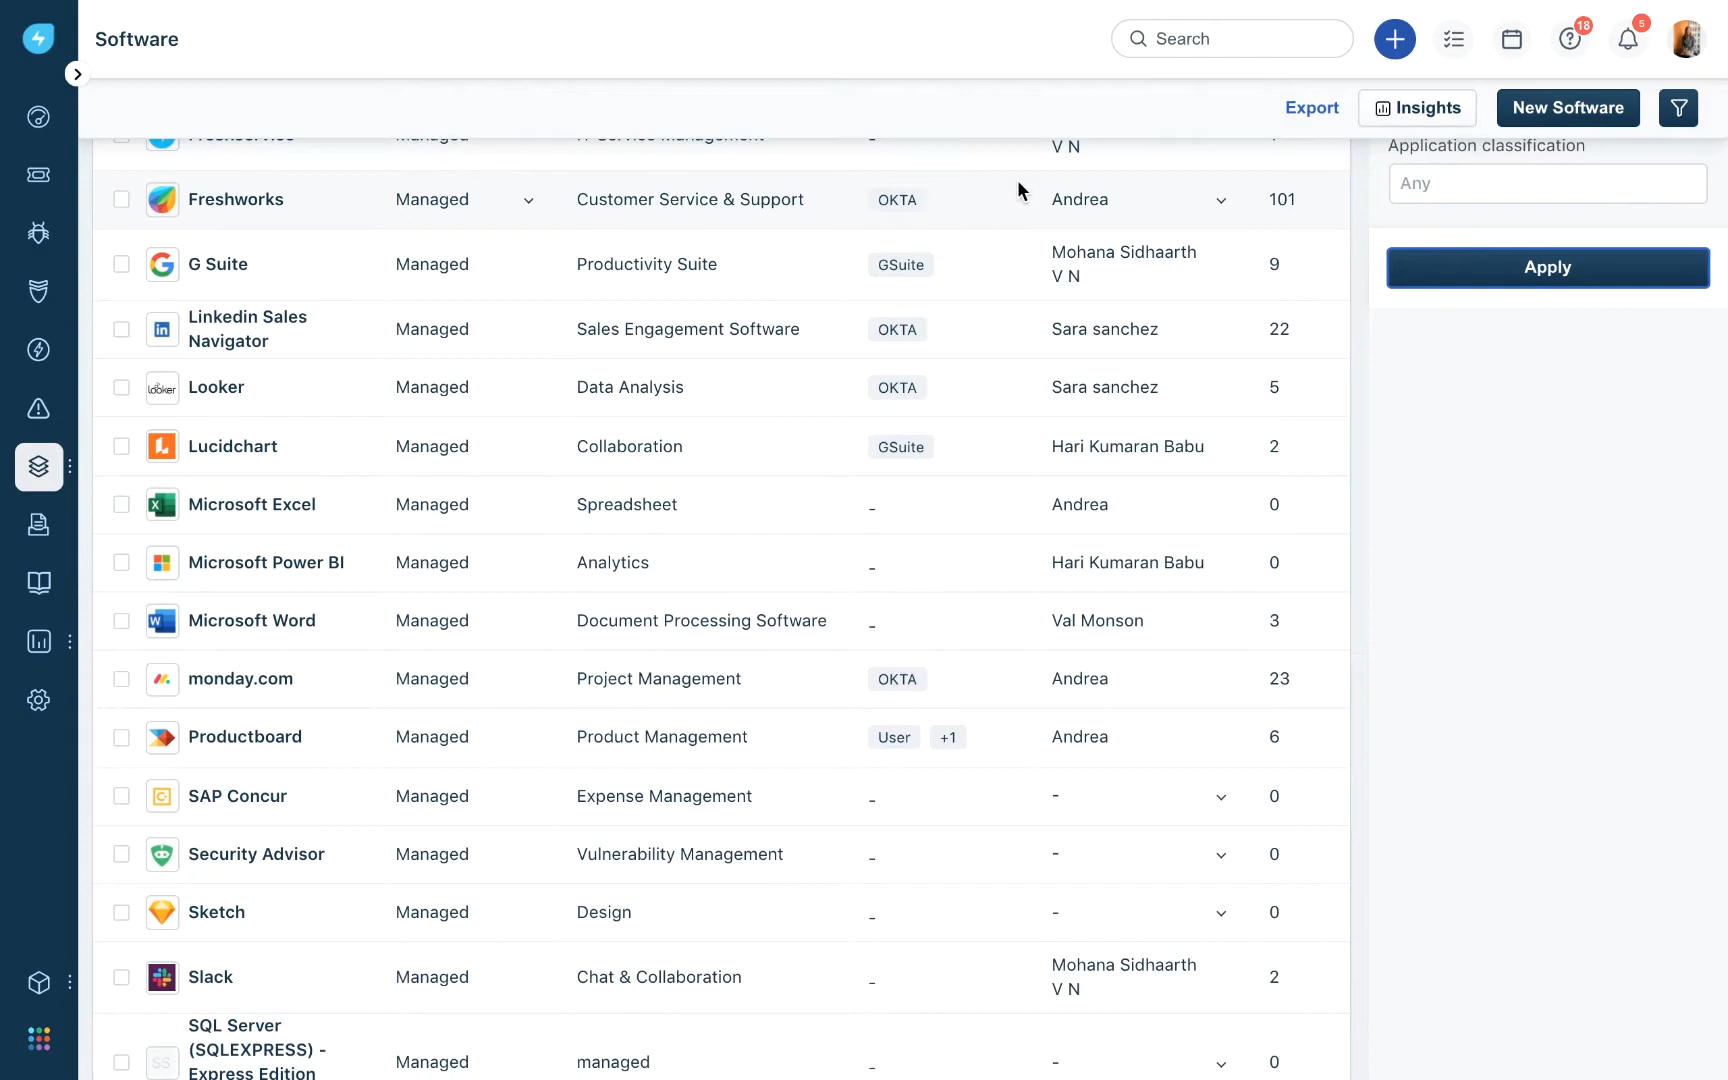 Software
Search
18
5
Export
Insights
New Software
V N
Application classification
Any
Apply
Freshworks Managed Customer Service & Support OKTA Andrea 101
G Suite Managed Productivity Suite GSuite Mohana Sidhaarth V N 9
Linkedin Sales Navigator Managed Sales Engagement Software OKTA Sara sanchez 22
looker Looker Managed Data Analysis OKTA Sara sanchez 5
Lucidchart Managed Collaboration GSuite Hari Kumaran Babu 2
Microsoft Excel Managed Spreadsheet - Andrea 0
Microsoft Power BI Managed Analytics - Hari Kumaran Babu 0
Microsoft Word Managed Document Processing Software - Val Monson 3
monday.com Managed Project Management OKTA Andrea 23
Productboard Managed Product Management User +1 Andrea 6
SAP Concur Managed Expense Management - - 0
Security Advisor Managed Vulnerability Management - - 0
Sketch Managed Design - - 0
Slack Managed Chat & Collaboration - Mohana Sidhaarth V N 2
SS SQL Server (SQLEXPRESS) - Express Edition Managed managed - - 0